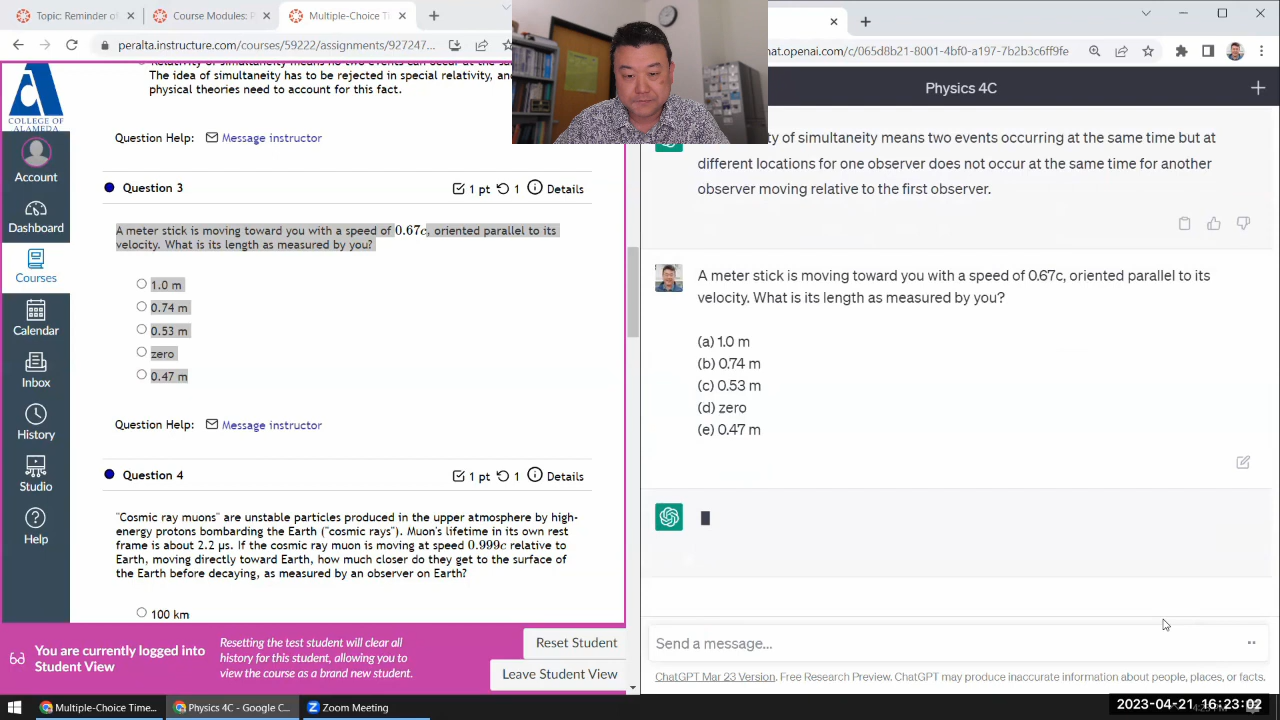 Topic: Rosi
Course Modules: P
Multiple-Choice Ti
peralta.instructure.com/courses/59222/assignments/927247...
hat.openai.com/c/065d8b21-8001-4bf0-a197-7b2b3c6ff9fe
COLLEGE OF
ALAMEDA
Account
Dashboard
Courses
Calendar
Inbox
History
Studio
Help
The idea of simultaneity has to be rejected in special relativity, and
physical theories need to account for this fact.
Question Help: Message instructor
Question 3
1 pt 1 Details
A meter stick is moving toward you with a speed of 0.67c, oriented parallel to its
velocity. What is its length as measured by you?
1.0 m
0.74 m
0.53 m
zero
0.47 m
Question Help: Message instructor
Question 4
1 pt 1 Details
"Cosmic ray muons" are unstable particles produced in the upper atmosphere by high-
energy protons bombarding the Earth ("cosmic rays"). Muon's lifetime in its own rest
frame is about 2.2 µs. If the cosmic ray muon is moving at speed 0.999c relative to
Earth, moving directly toward Earth, how much closer do they get to the surface of
the Earth before decaying, as measured by an observer on Earth?
100 km
You are currently logged into
Student View
Resetting the test student will clear all
history for this student, allowing you to
view the course as a brand new student.
Reset Student
Leave Student View
Physics 4C
ty of simultaneity means two events occurring at the same time but at
different locations for one observer does not occur at the same time for another
observer moving relative to the first observer.
A meter stick is moving toward you with a speed of 0.67c, oriented parallel to its
velocity. What is its length as measured by you?
(a) 1.0 m
(b) 0.74 m
(c) 0.53 m
(d) zero
(e) 0.47 m
Send a message...
ChatGPT Mar 23 Version. Free Research Preview. ChatGPT may produce inaccurate information about people, places, or facts.
Multiple-Choice Time...
Physics 4C - Google C...
Zoom Meeting
2023-04-21 16:23:02